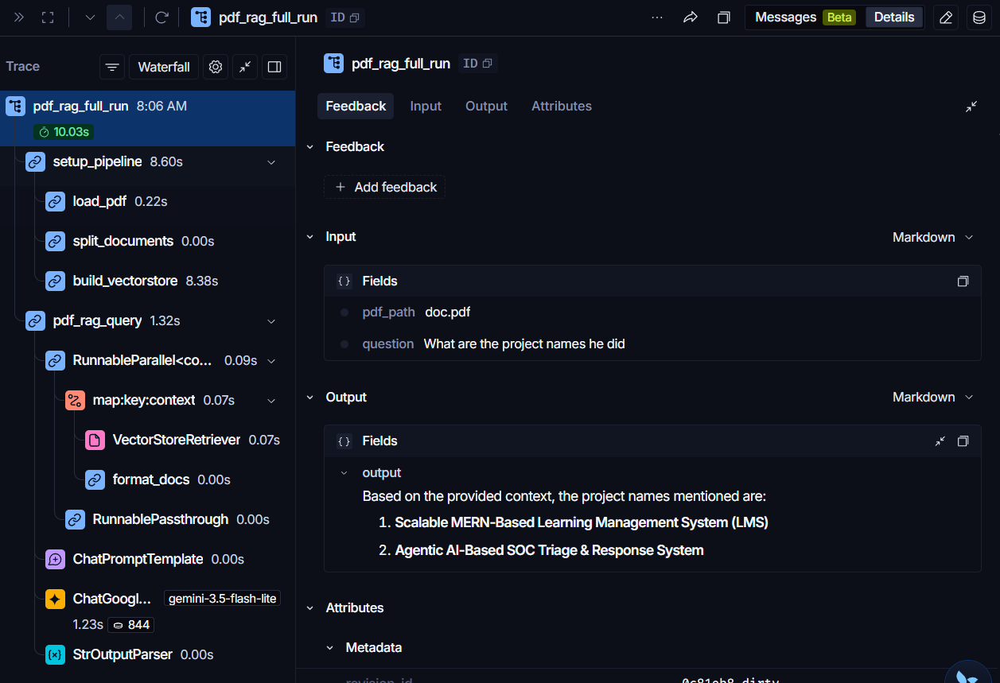 pdf_rag_full_run ID
Messages Beta Details
Trace
Waterfall
pdf_rag_full_run 8:06 AM
10.03s
setup_pipeline 8.60s
load_pdf 0.22s
split_documents 0.00s
build_vectorstore 8.38s
pdf_rag_query 1.32s
RunnableParallel<co... 0.09s
map:key:context 0.07s
VectorStoreRetriever 0.07s
format_docs 0.00s
RunnablePassthrough 0.00s
ChatPromptTemplate 0.00s
ChatGoogl... gemini-3.5-flash-lite
1.23s 844
StrOutputParser 0.00s
pdf_rag_full_run ID
Feedback Input Output Attributes
Feedback
+ Add feedback
Input Markdown
{} Fields
pdf_path doc.pdf
question What are the project names he did
Output Markdown
{} Fields
output
Based on the provided context, the project names mentioned are:
1. Scalable MERN-Based Learning Management System (LMS)
2. Agentic AI-Based SOC Triage & Response System
Attributes
Metadata